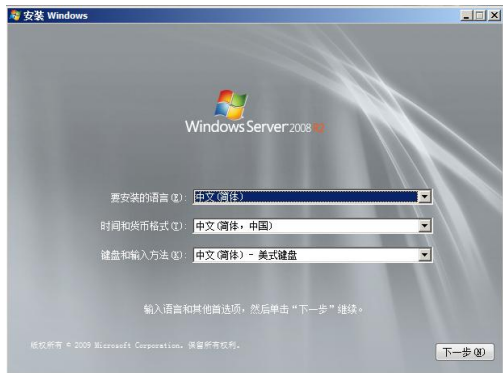 安装 Windows
Windows Server 2008 R2
要安装的语言(E): 中文(简体)
时间和货币格式(T): 中文(简体，中国)
键盘和输入方法(K): 中文(简体) - 美式键盘
输入语言和其他首选项，然后单击“下一步”继续。
版权所有 © 2009 Microsoft Corporation。保留所有权利。
下一步(N)